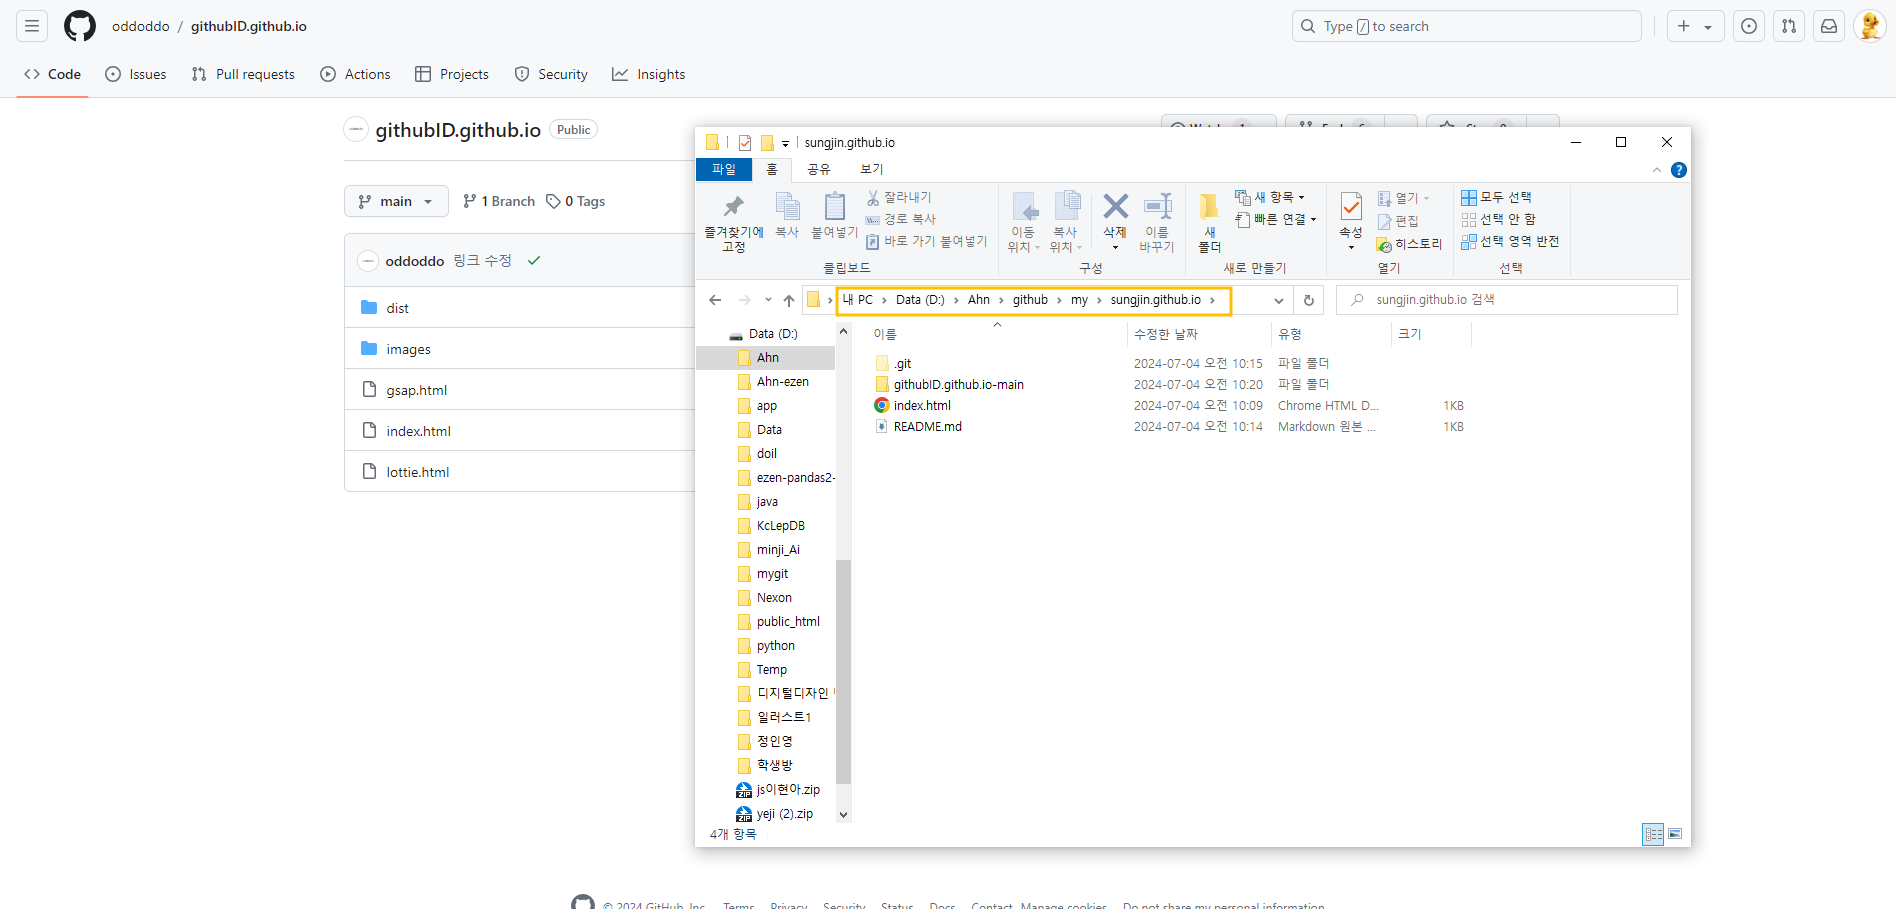 oddoddo / githubID.github.io
Type / to search
Code Issues Pull requests Actions Projects Security Insights
githubID.github.io Public
main 1 Branch 0 Tags
oddoddo 링크 수정
dist
images
gsap.html
index.html
lottie.html
sungjin.github.io
파일 홈 공유 보기
즐겨찾기에 고정
복사
붙여넣기
잘라내기
경로 복사
바로 가기 붙여넣기
클립보드
이동 위치
복사 위치
삭제
이름 바꾸기
구성
새 폴더
새 항목
빠른 연결
새로 만들기
속성
열기
편집
히스토리
열기
모두 선택
선택 안 함
선택 영역 반전
선택
내 PC > Data (D:) > Ahn > github > my > sungjin.github.io >
sungjin.github.io 검색
Data (D:)
Ahn
Ahn-ezen
app
Data
doil
ezen-pandas2-
java
KcLepDB
minji_Ai
mygit
Nexon
public_html
python
Temp
디지털디자인
일러스트1
정인영
학생방
js이현아.zip
yeji (2).zip
이름 수정한 날짜 유형 크기
.git 2024-07-04 오전 10:15 파일 폴더
githubID.github.io-main 2024-07-04 오전 10:20 파일 폴더
index.html 2024-07-04 오전 10:09 Chrome HTML D... 1KB
README.md 2024-07-04 오전 10:14 Markdown 원본 ... 1KB
4개 항목
© 2024 GitHub, Inc. Terms Privacy Security Status Docs Contact Manage cookies Do not share my personal information